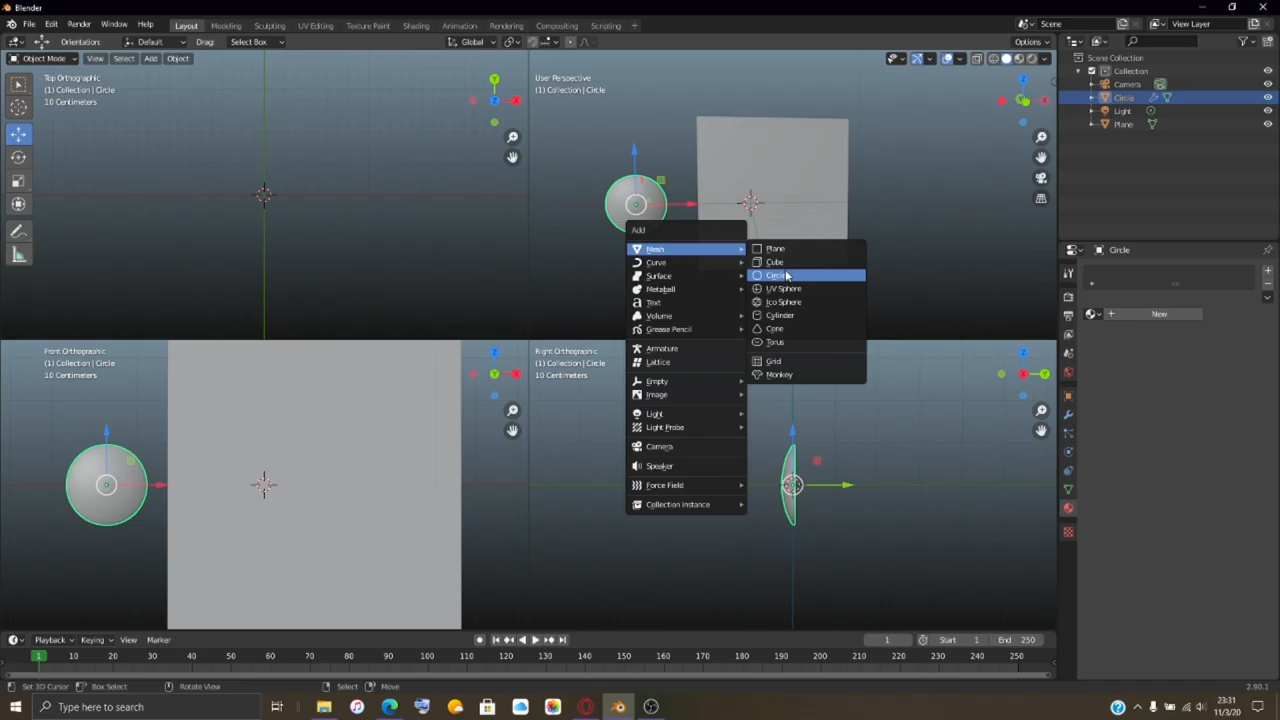 Blender
File Edit Render Window Help Layout Modeling Sculpting UV Editing Texture Paint Shading Animation Rendering Compositing Scripting + Scene View Layer
Orientation: Default Drag: Select Box Global Options
Object Mode View Select Add Object
Top Orthographic
(1) Collection | Circle
10 Centimeters
User Perspective
(1) Collection | Circle
Front Orthographic
(1) Collection | Circle
10 Centimeters
Right Orthographic
(1) Collection | Circle
10 Centimeters
Add
Mesh
Curve
Surface
Metaball
Text
Volume
Grease Pencil
Armature
Lattice
Empty
Image
Light
Light Probe
Camera
Speaker
Force Field
Collection Instance
Plane
Cube
Circle
UV Sphere
Ico Sphere
Cylinder
Cone
Torus
Grid
Monkey
Scene Collection
Collection
Camera
Circle
Light
Plane
Circle
+ New
Playback Keying View Marker 1 Start 1 End 250
1 10 20 30 40 50 60 70 80 90 100 110 120 130 140 150 160 170 180 190 200 210 220 230 240 250
Set 3D Cursor Box Select Rotate View Select Move 2.90.1
Type here to search
23:31
11/3/20